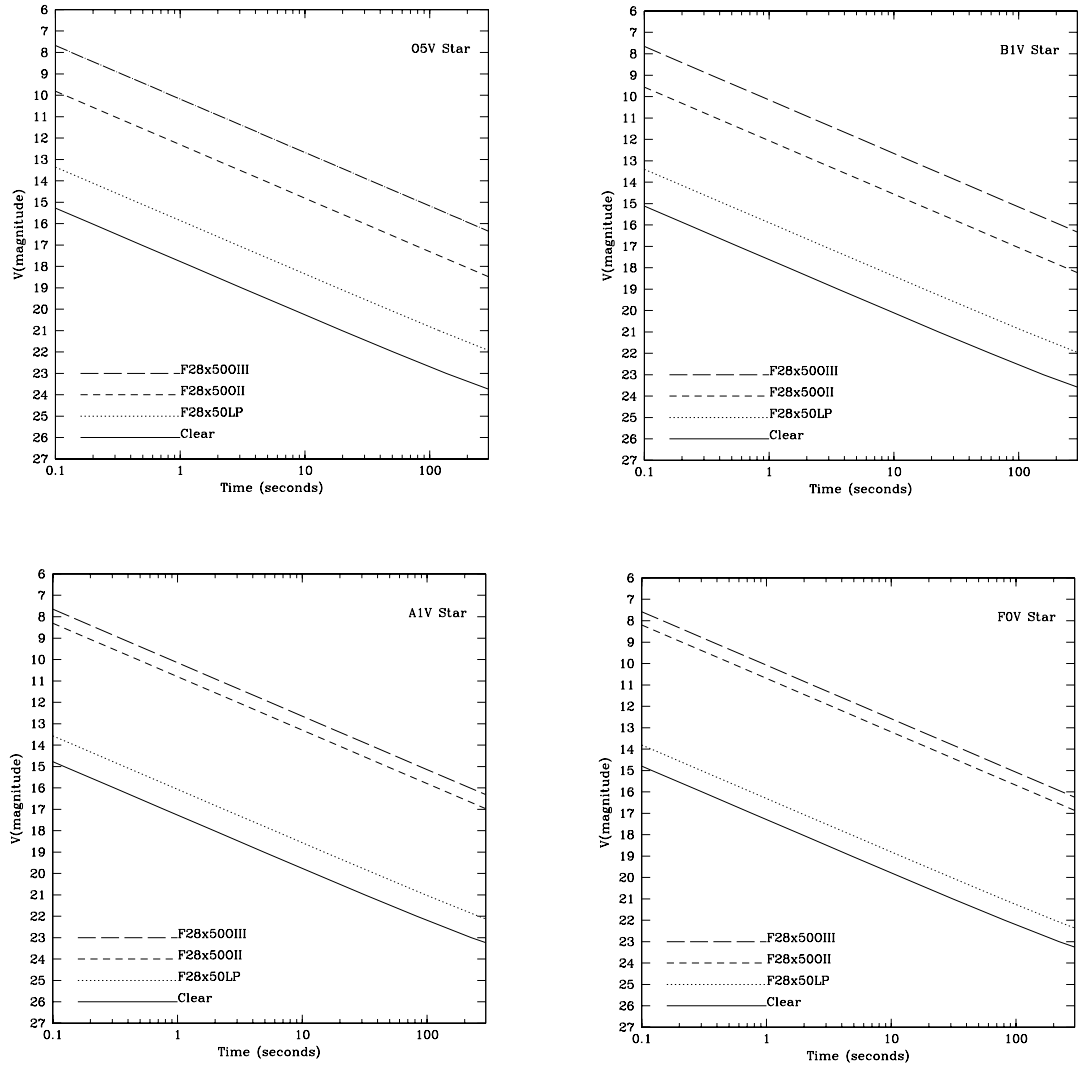 O5V Star
V(magnitude)
6
7
8
9
10
11
12
13
14
15
16
17
18
19
20
21
22
23
24
25
26
27
F28x50OIII
F28x50OII
F28x50LP
Clear
0.1 1 10 100
Time (seconds)
B1V Star
V(magnitude)
6
7
8
9
10
11
12
13
14
15
16
17
18
19
20
21
22
23
24
25
26
27
F28x50OIII
F28x50OII
F28x50LP
Clear
0.1 1 10 100
Time (seconds)
A1V Star
V(magnitude)
6
7
8
9
10
11
12
13
14
15
16
17
18
19
20
21
22
23
24
25
26
27
F28x50OIII
F28x50OII
F28x50LP
Clear
0.1 1 10 100
Time (seconds)
F0V Star
V(magnitude)
6
7
8
9
10
11
12
13
14
15
16
17
18
19
20
21
22
23
24
25
26
27
F28x50OIII
F28x50OII
F28x50LP
Clear
0.1 1 10 100
Time (seconds)